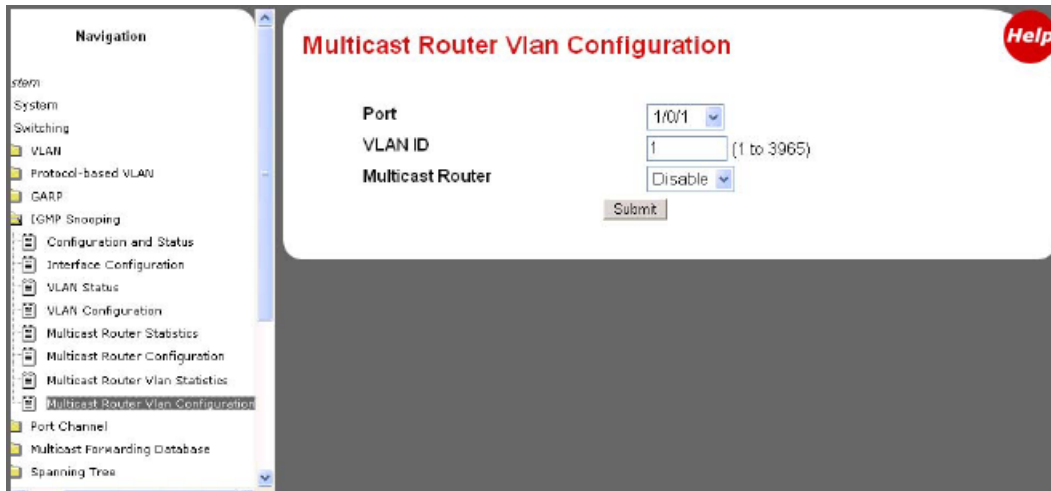 Navigation
stem
System
Switching
VLAN
Protocol-based VLAN
GARP
IGMP Snooping
Configuration and Status
Interface Configuration
VLAN Status
VLAN Configuration
Multicast Router Statistics
Multicast Router Configuration
Multicast Router Vlan Statistics
Multicast Router Vlan Configuration
Port Channel
Multicast Forwarding Database
Spanning Tree
Multicast Router Vlan Configuration
Help
Port 1/0/1
VLAN ID 1 (1 to 3965)
Multicast Router Disable
Submit